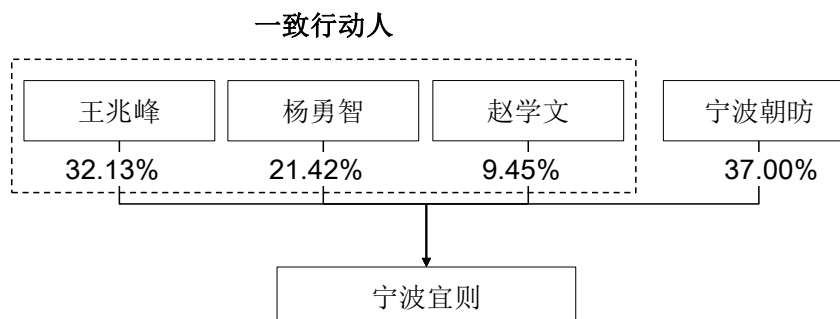 一致行动人
王兆峰 杨勇智 赵学文 宁波朝昉
32.13% 21.42% 9.45% 37.00%
宁波宜则